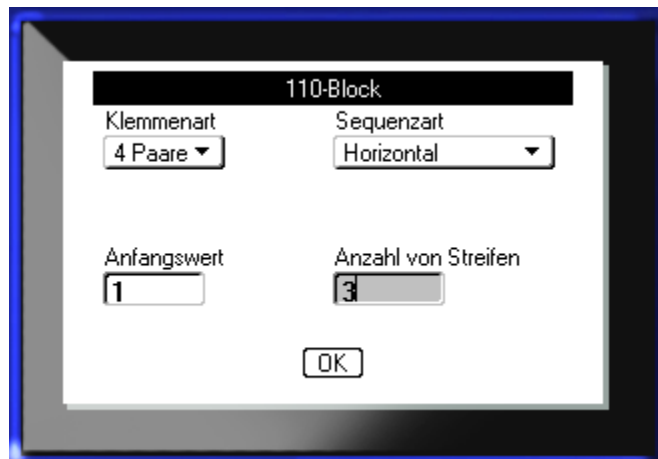 110-Block
Klemmenart Sequenzart
4 Paare Horizontal
Anfangswert Anzahl von Streifen
1 3
OK